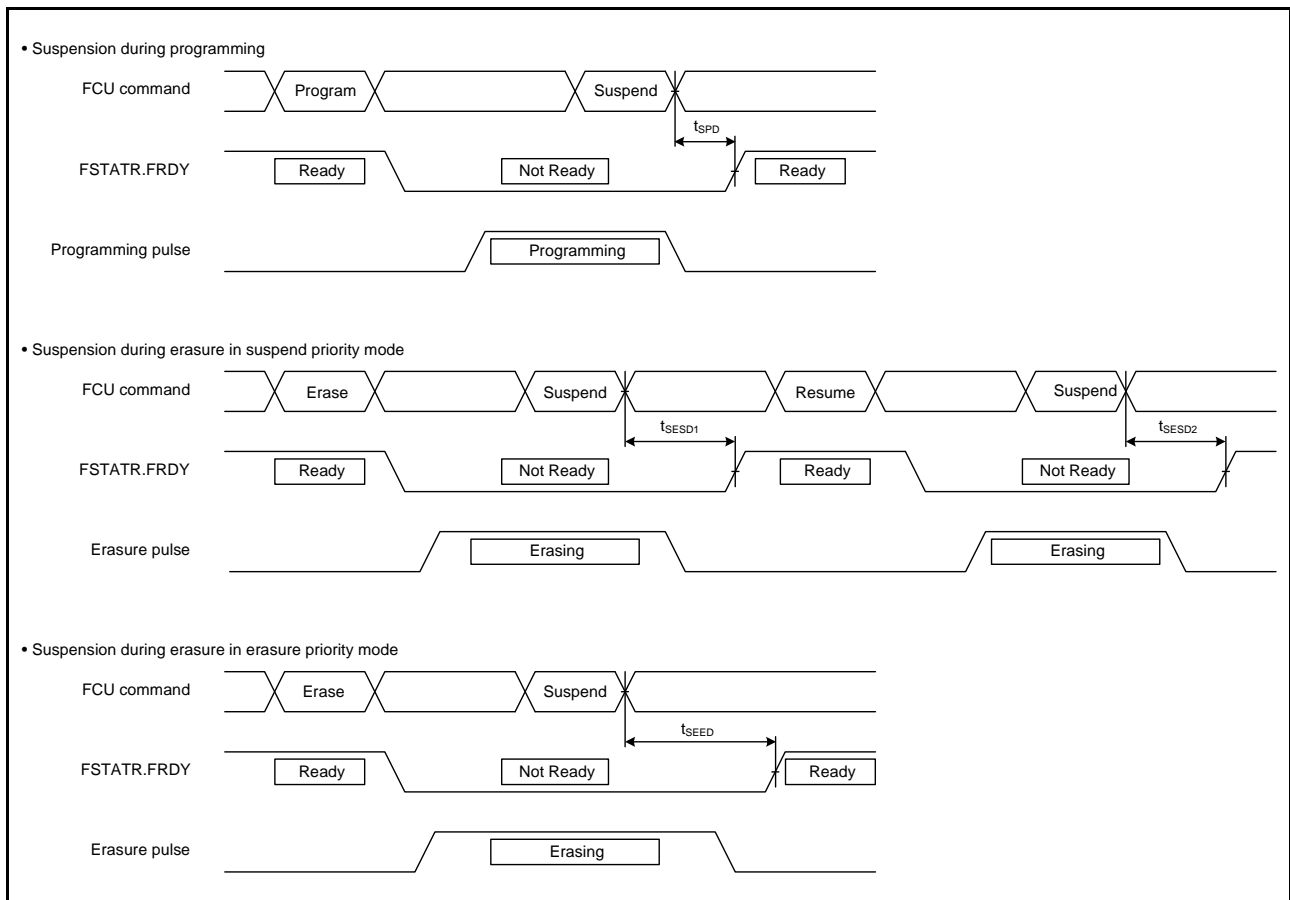 • Suspension during programming
FCU command
Program
Suspend
tSPD
FSTATR.FRDY
Ready
Not Ready
Ready
Programming pulse
Programming
• Suspension during erasure in suspend priority mode
FCU command
Erase
Suspend
Resume
Suspend
tSESD1
tSESD2
FSTATR.FRDY
Ready
Not Ready
Ready
Not Ready
Erasure pulse
Erasing
Erasing
• Suspension during erasure in erasure priority mode
FCU command
Erase
Suspend
tSEED
FSTATR.FRDY
Ready
Not Ready
Ready
Erasure pulse
Erasing